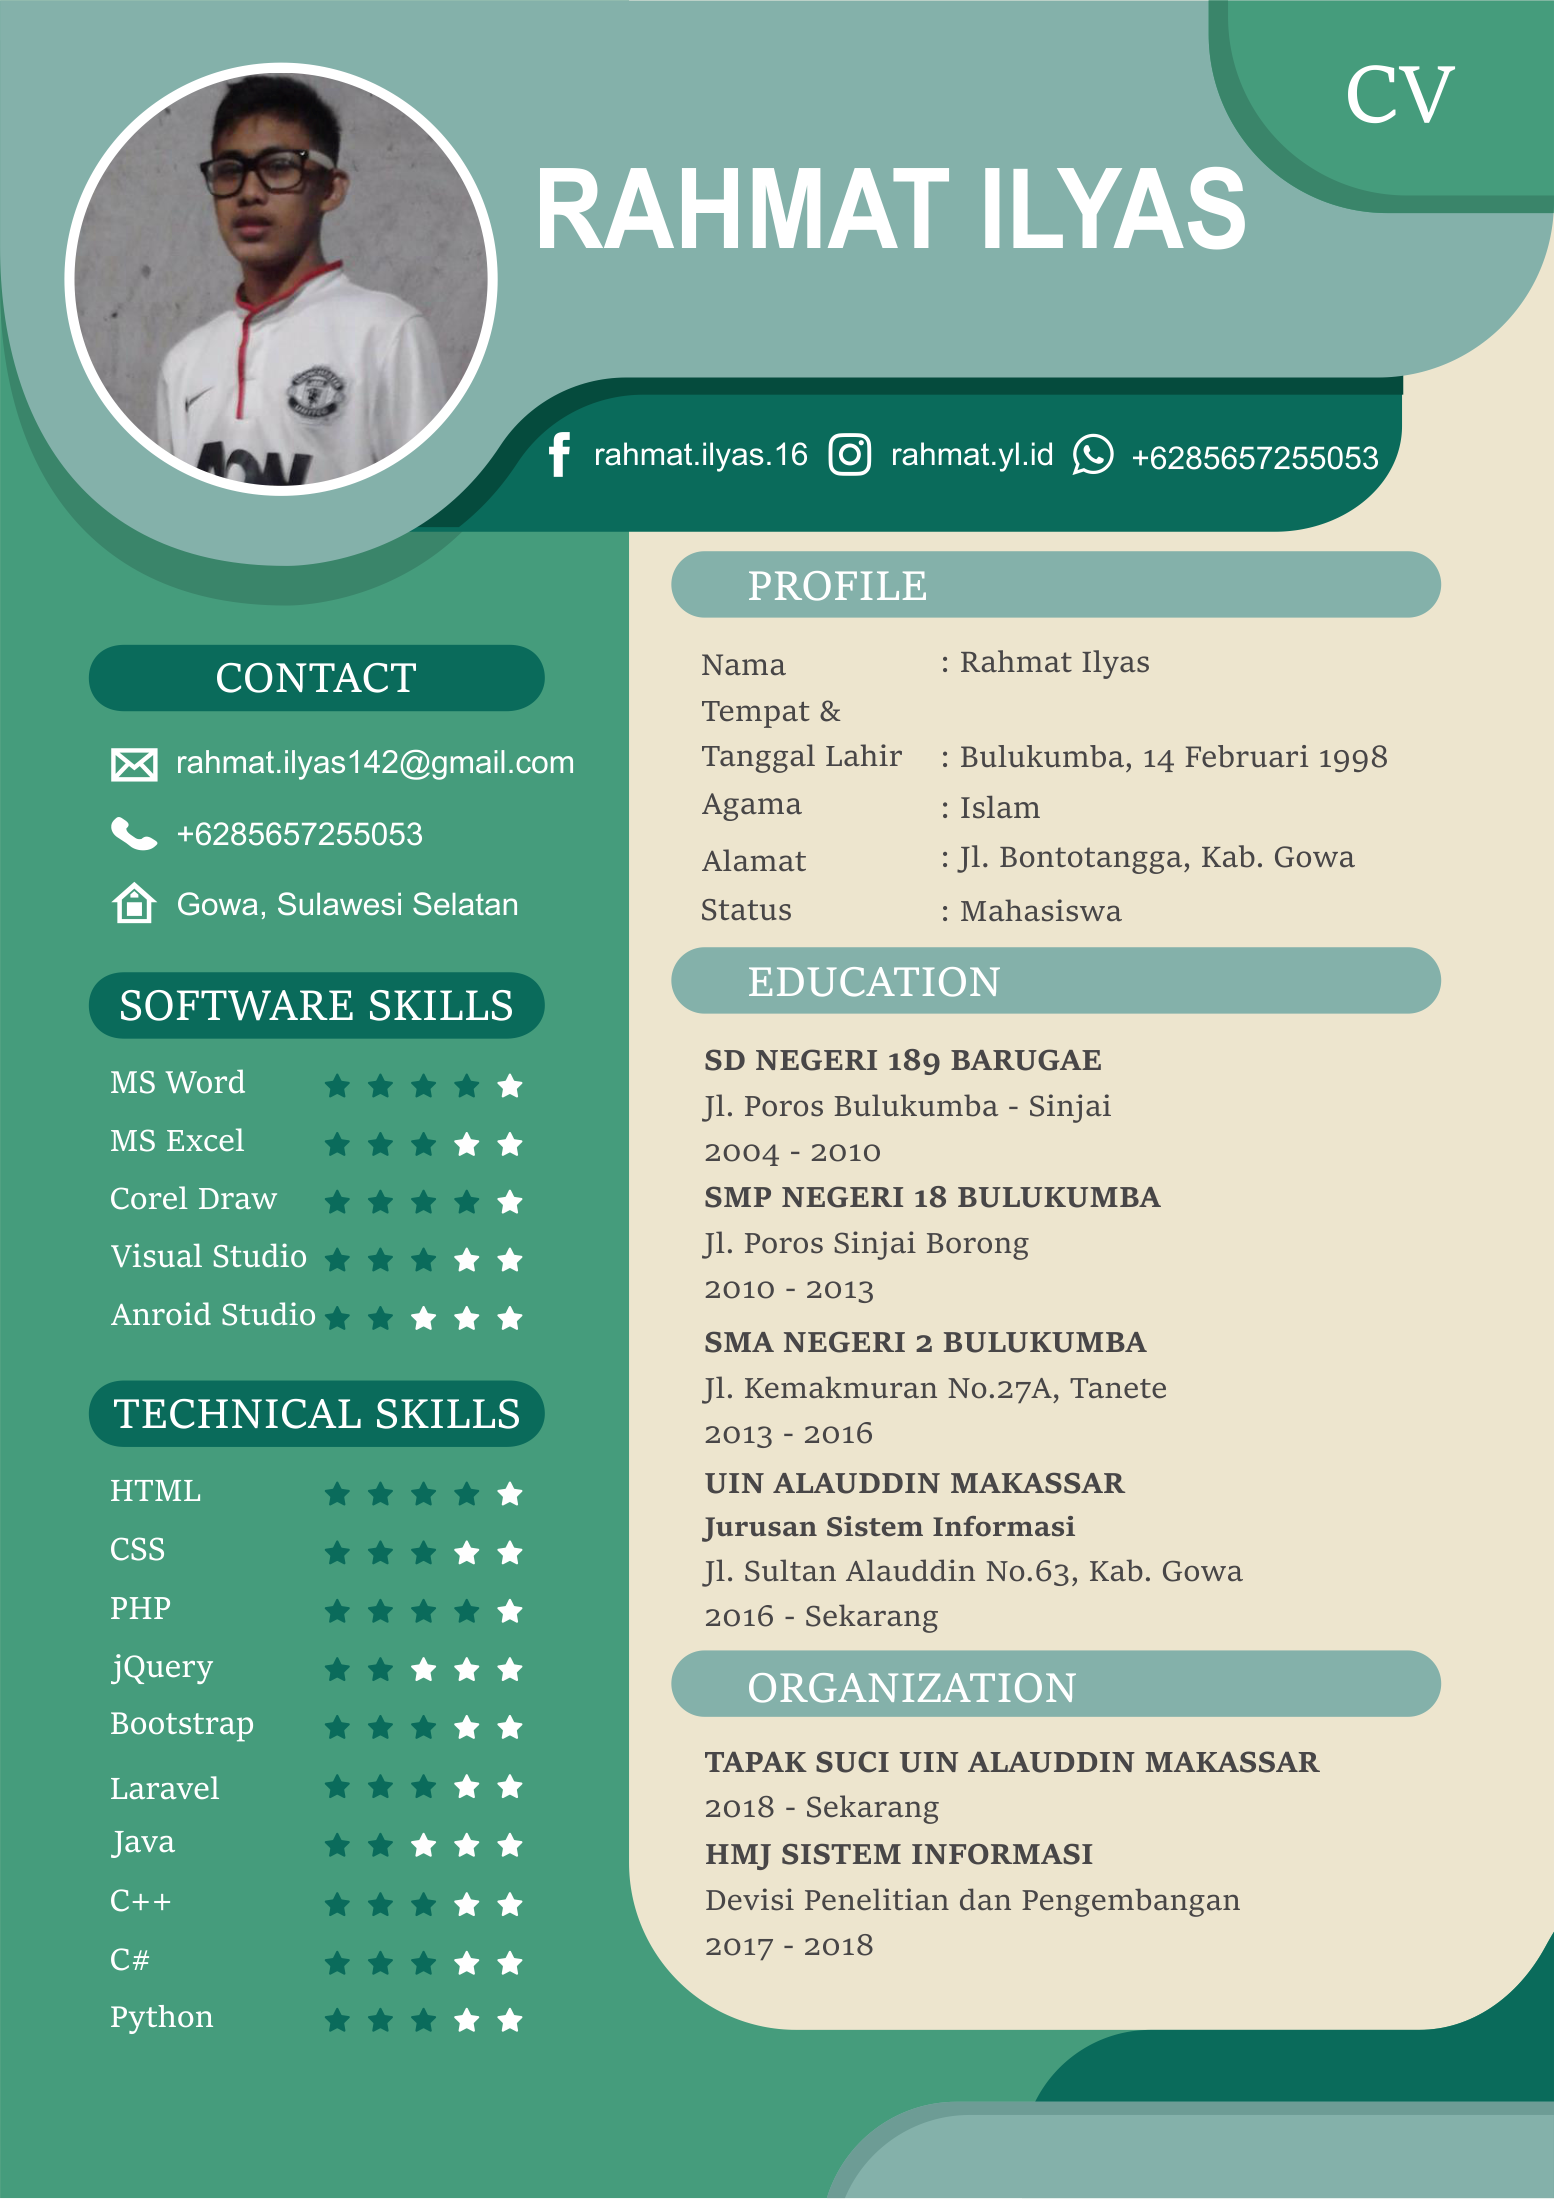 CV
RAHMAT ILYAS
rahmat.ilyas.16 rahmat.yl.id +6285657255053
AON
MANCHESTER
UNITED
CONTACT
rahmat.ilyas142@gmail.com
+6285657255053
Gowa, Sulawesi Selatan
SOFTWARE SKILLS
MS Word
MS Excel
Corel Draw
Visual Studio
Anroid Studio
TECHNICAL SKILLS
HTML
CSS
PHP
jQuery
Bootstrap
Laravel
Java
C++
C#
Python
PROFILE
Nama : Rahmat Ilyas
Tempat &
Tanggal Lahir : Bulukumba, 14 Februari 1998
Agama : Islam
Alamat : Jl. Bontotangga, Kab. Gowa
Status : Mahasiswa
EDUCATION
SD NEGERI 189 BARUGAE
Jl. Poros Bulukumba - Sinjai
2004 - 2010
SMP NEGERI 18 BULUKUMBA
Jl. Poros Sinjai Borong
2010 - 2013
SMA NEGERI 2 BULUKUMBA
Jl. Kemakmuran No.27A, Tanete
2013 - 2016
UIN ALAUDDIN MAKASSAR
Jurusan Sistem Informasi
Jl. Sultan Alauddin No.63, Kab. Gowa
2016 - Sekarang
ORGANIZATION
TAPAK SUCI UIN ALAUDDIN MAKASSAR
2018 - Sekarang
HMJ SISTEM INFORMASI
Devisi Penelitian dan Pengembangan
2017 - 2018